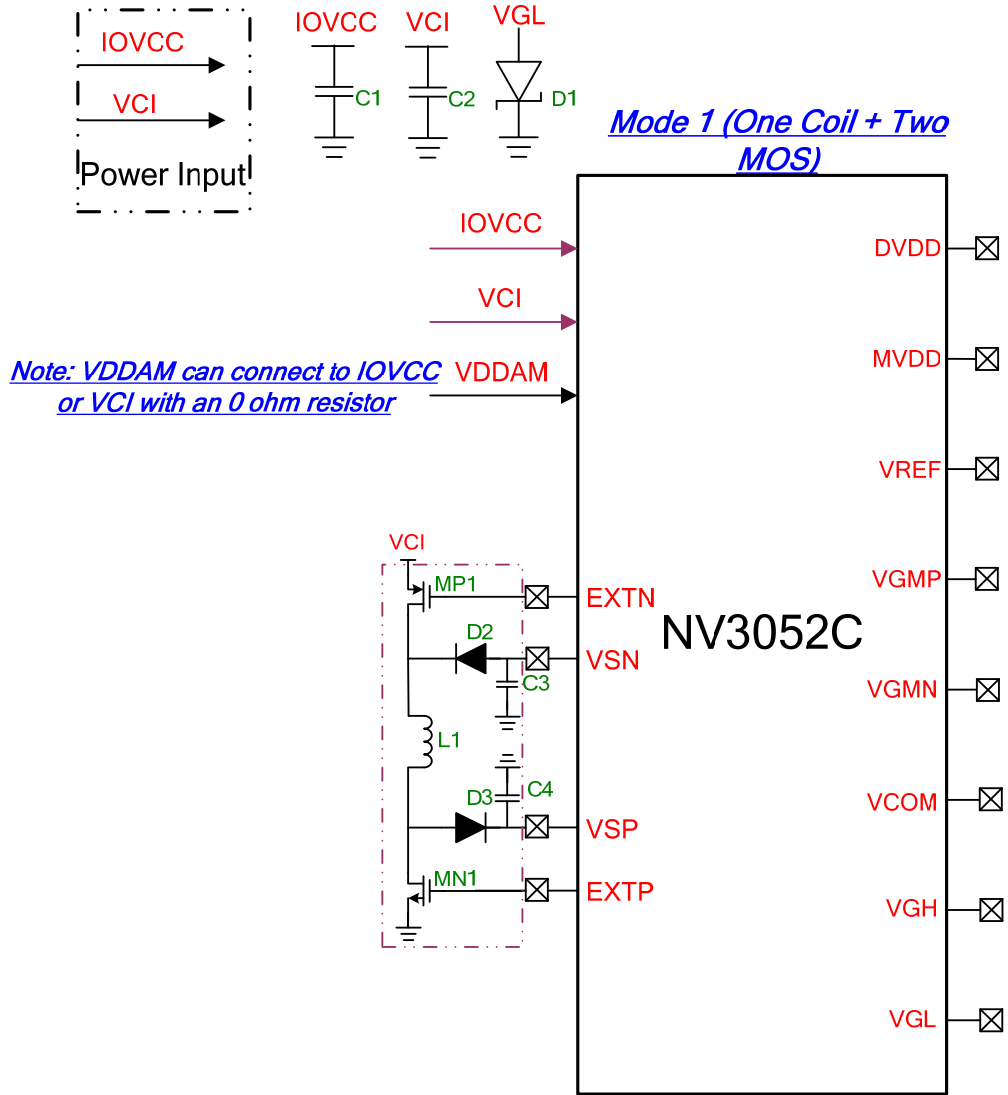 IOVCC
VCI
Power Input
IOVCC
C1
VCI
C2
VGL
D1
Mode 1 (One Coil + Two
MOS)
IOVCC
VCI
Note: VDDAM can connect to IOVCC
or VCI with an 0 ohm resistor
VDDAM
VCI
MP1
D2
C3
L1
C4
D3
MN1
EXTN
VSN
VSP
EXTP
NV3052C
DVDD
MVDD
VREF
VGMP
VGMN
VCOM
VGH
VGL